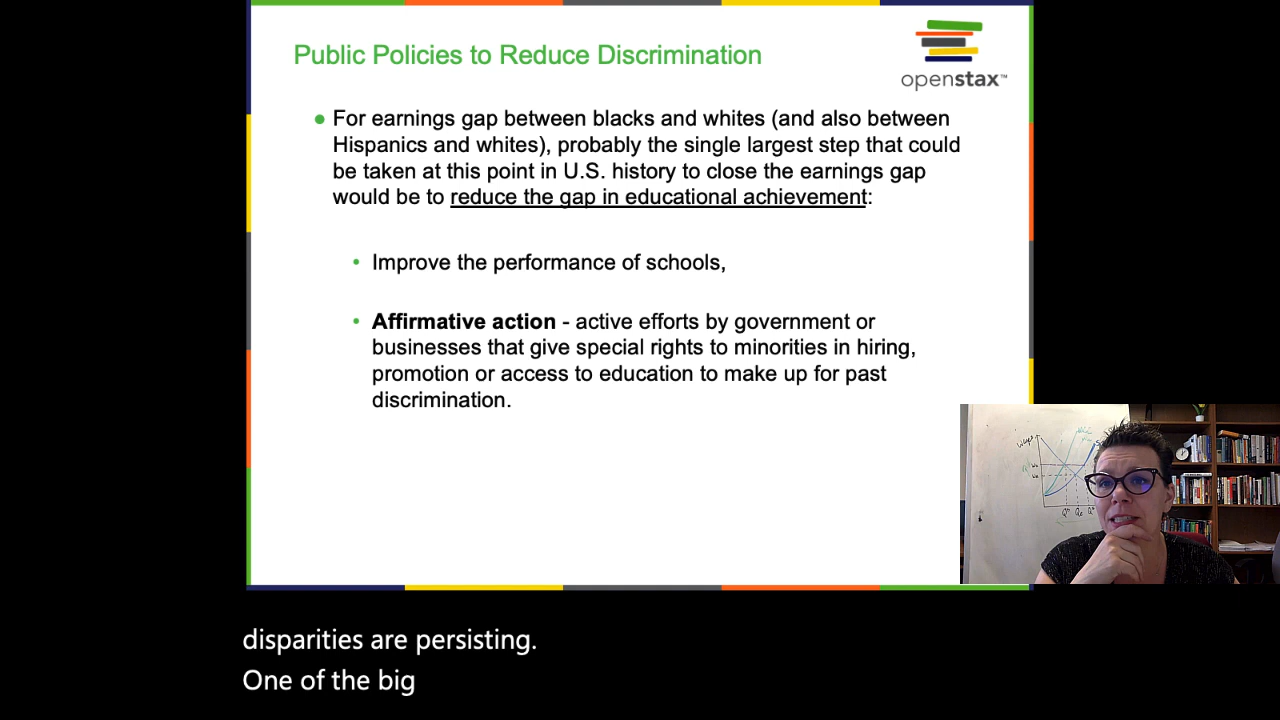 Public Policies to Reduce Discrimination
openstax™
For earnings gap between blacks and whites (and also between
Hispanics and whites), probably the single largest step that could
be taken at this point in U.S. history to close the earnings gap
would be to reduce the gap in educational achievement:
Improve the performance of schools,
Affirmative action - active efforts by government or
businesses that give special rights to minorities in hiring,
promotion or access to education to make up for past
discrimination.
disparities are persisting.
One of the big